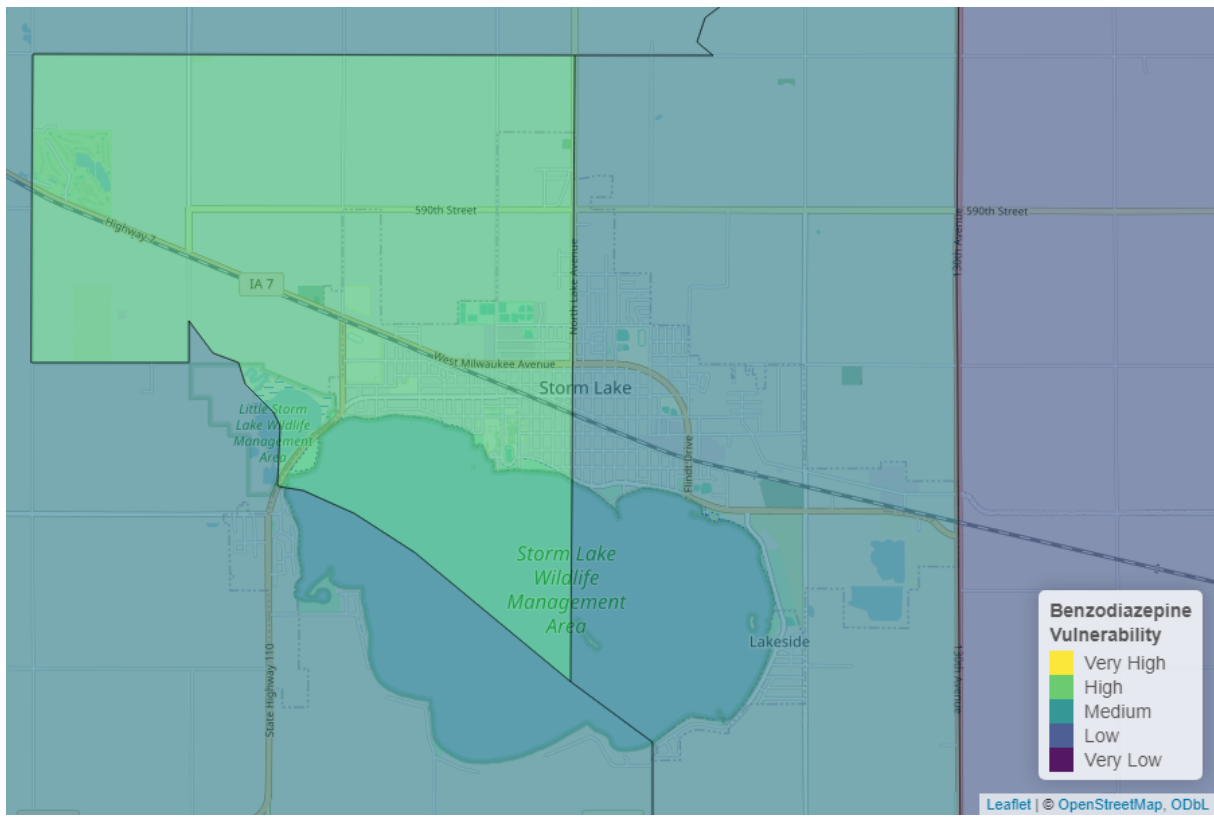 590th Street
590th Street
Highway 7
130th Avenue
IA 7
North Lake Avenue
West Milwaukee Avenue
Storm Lake
Little Storm
Lake Wildlife
Management
Area
Flindt Drive
Storm Lake
Wildlife
Management
Area
Lakeside
State Highway 110
130th Avenue
Benzodiazepine
Vulnerability
Very High
High
Medium
Low
Very Low
Leaflet | © OpenStreetMap, ODbL